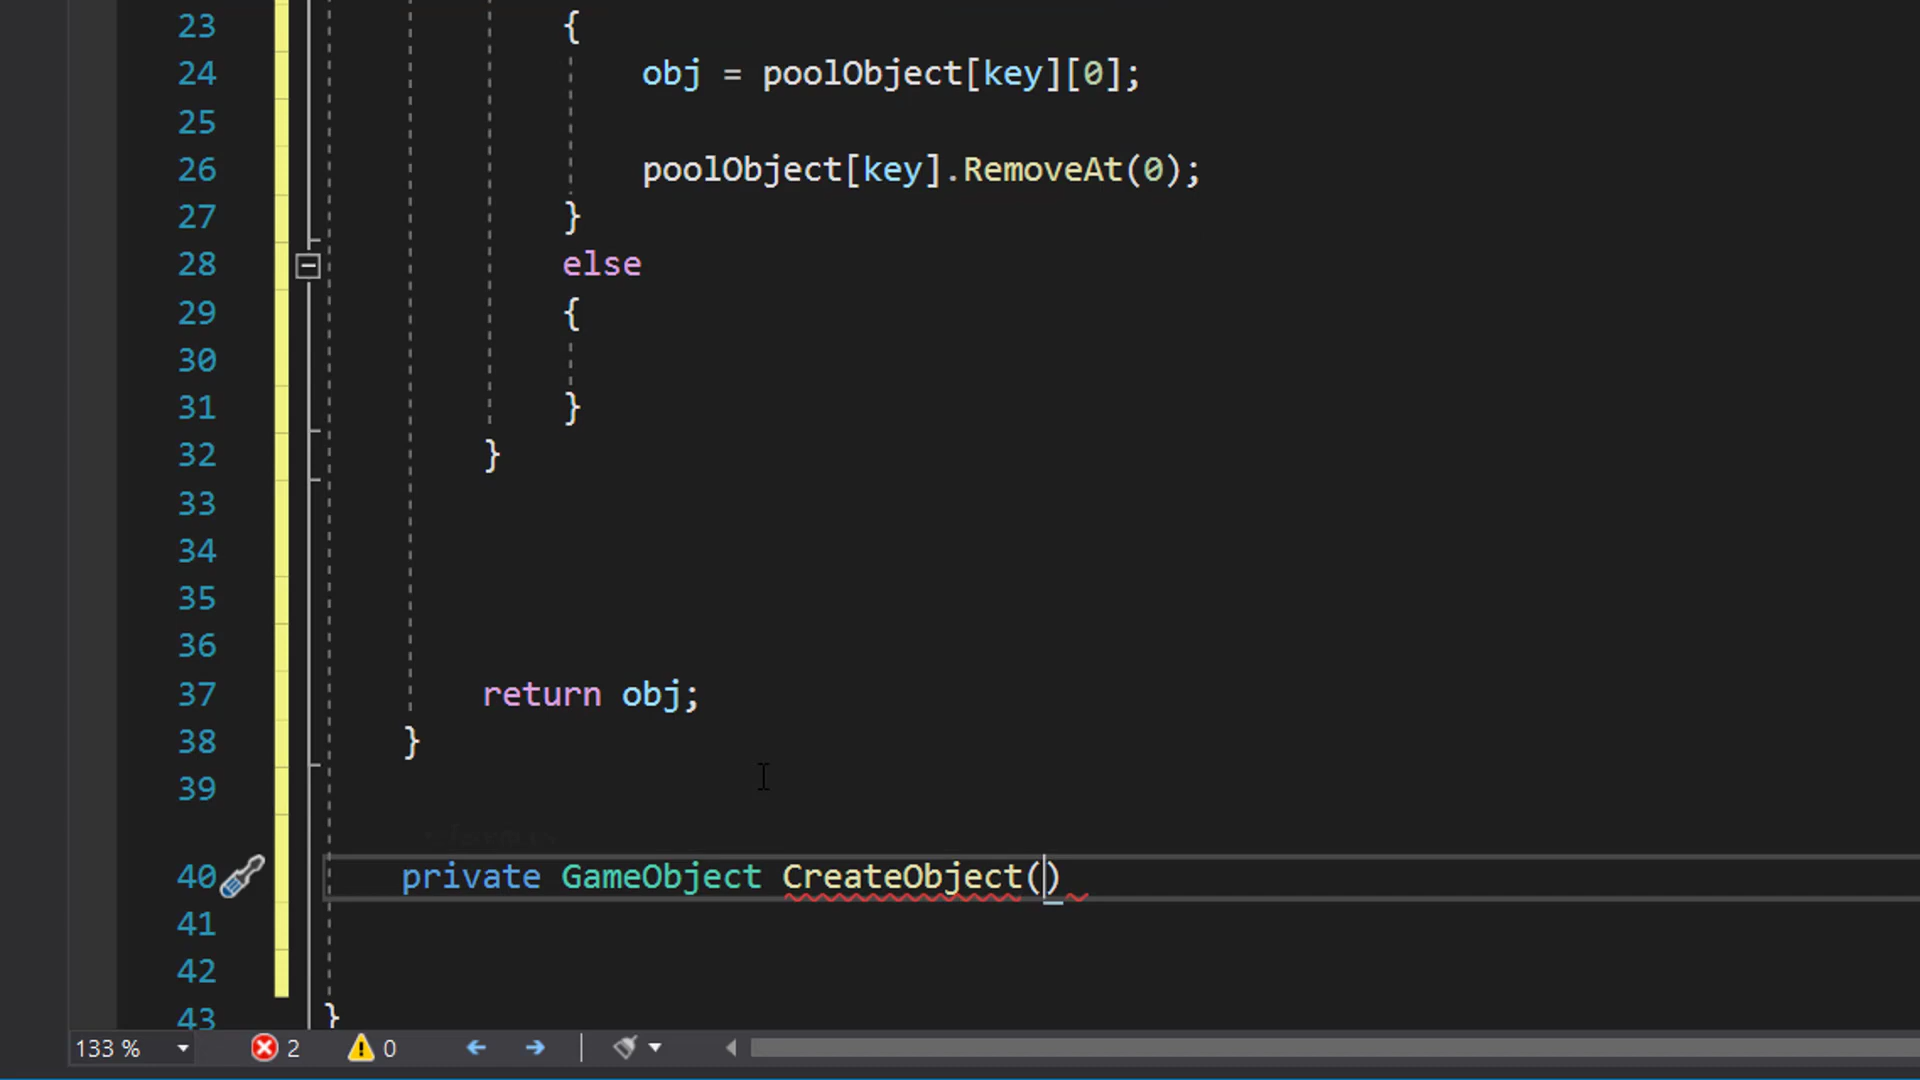 23 {
24 obj = poolObject[key][0];
25
26 poolObject[key].RemoveAt(0);
27 }
28 else
29 {
30
31 }
32 }
33
34
35
36
37 return obj;
38 }
39
40 private GameObject CreateObject()
41
42
43 }
133 % 2 0